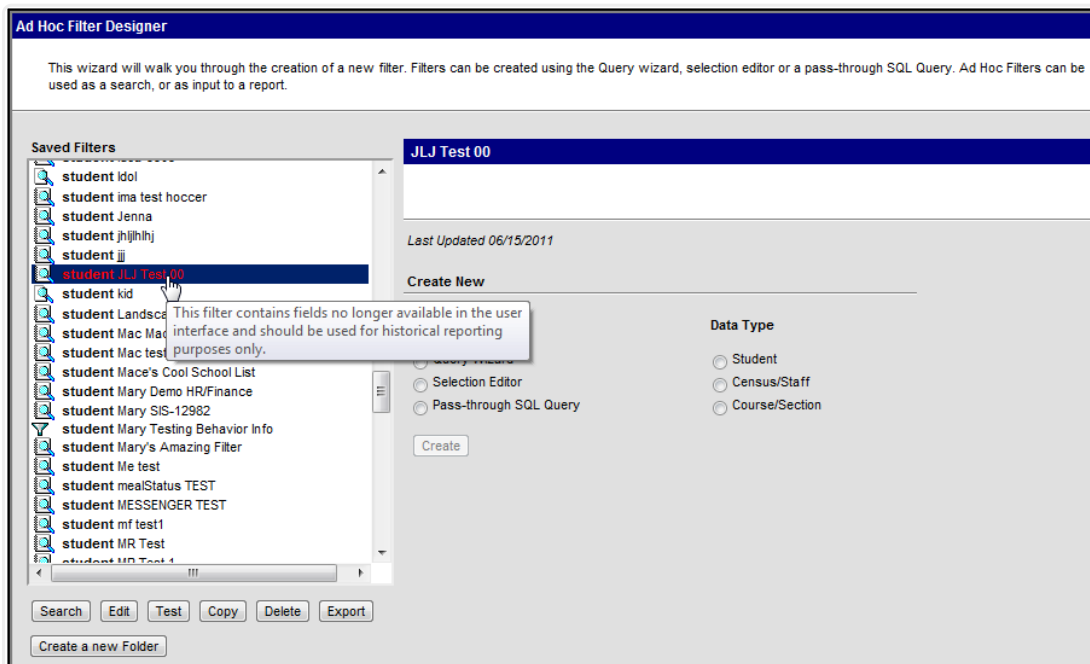 Ad Hoc Filter Designer
This wizard will walk you through the creation of a new filter. Filters can be created using the Query wizard, selection editor or a pass-through SQL Query. Ad Hoc Filters can be
used as a search, or as input to a report.
Saved Filters
student ldol
student ima test hoccer
student Jenna
student jhljlhlhj
student jjj
student JLJ Test 00
student kid
student Landsca
student Mac Mac
student Mac test
student Mace's Cool School List
student Mary Demo HR/Finance
student Mary SIS-12982
student Mary Testing Behavior Info
student Mary's Amazing Filter
student Me test
student mealStatus TEST
student MESSENGER TEST
student mf test1
student MR Test
student MR Test 1
Search Edit Test Copy Delete Export
Create a new Folder
This filter contains fields no longer available in the user
interface and should be used for historical reporting
purposes only.
JLJ Test 00
Last Updated 06/15/2011
Create New
Query Wizard
Selection Editor
Pass-through SQL Query
Create
Data Type
Student
Census/Staff
Course/Section